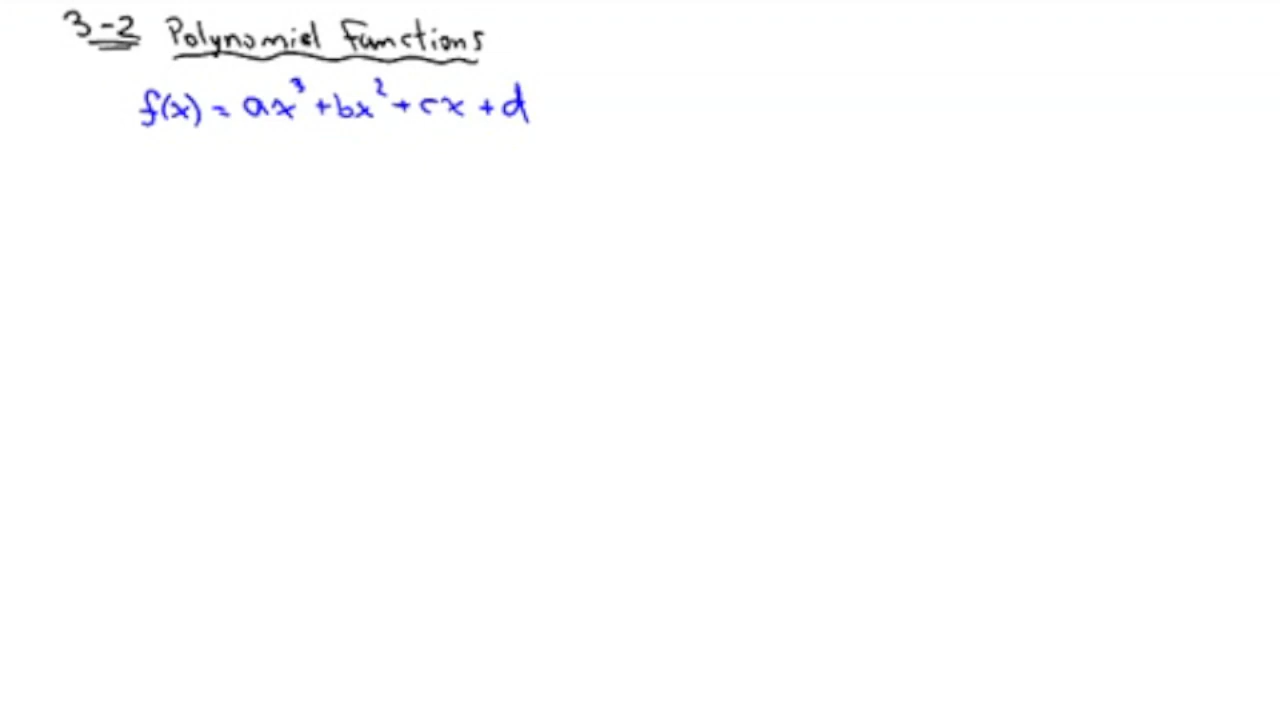 3-2 Polynomial Functions
f(x) = ax³ + bx² + cx + d